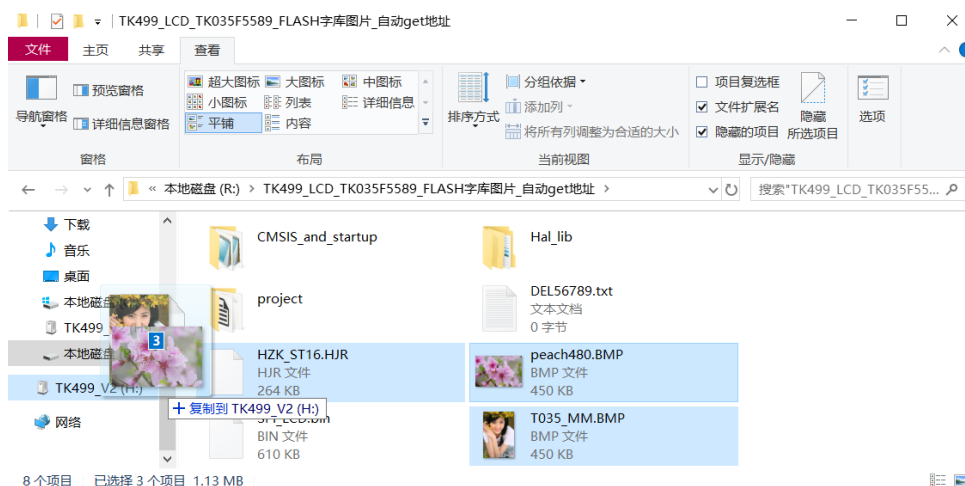 TK499_LCD_TK035F5589_FLASH字库图片_自动get地址
文件 主页 共享 查看
导航窗格 预览窗格 详细信息窗格
窗格
超大图标 大图标 中图标
小图标 列表 详细信息
平铺 内容
布局
排序方式 分组依据
添加列
将所有列调整为合适的大小
当前视图
项目复选框
文件扩展名
隐藏的项目
隐藏
所选项目
显示/隐藏
选项
« 本地磁盘 (R:) > TK499_LCD_TK035F5589_FLASH字库图片_自动get地址 >
搜索"TK499_LCD_TK035F55...
下载
音乐
桌面
本地磁盘
TK499_
本地磁盘
TK499_V2 (H:)
网络
3
复制到 TK499_V2 (H:)
CMSIS_and_startup
Hal_lib
project
DEL56789.txt
文本文档
0 字节
HZK_ST16.HJR
HJR 文件
264 KB
peach480.BMP
BMP 文件
450 KB
BIN 文件
610 KB
T035_MM.BMP
BMP 文件
450 KB
8 个项目 已选择 3 个项目 1.13 MB